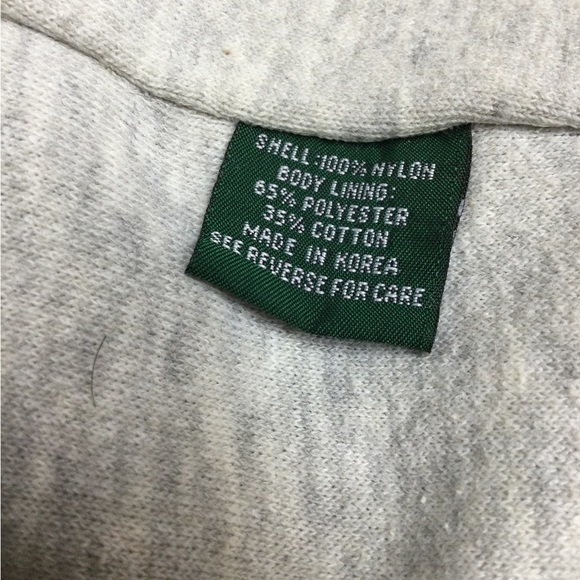 SHELL:100% NYLON
BODY LINING:
65% POLYESTER
35% COTTON
MADE IN KOREA
SEE REVERSE FOR CARE